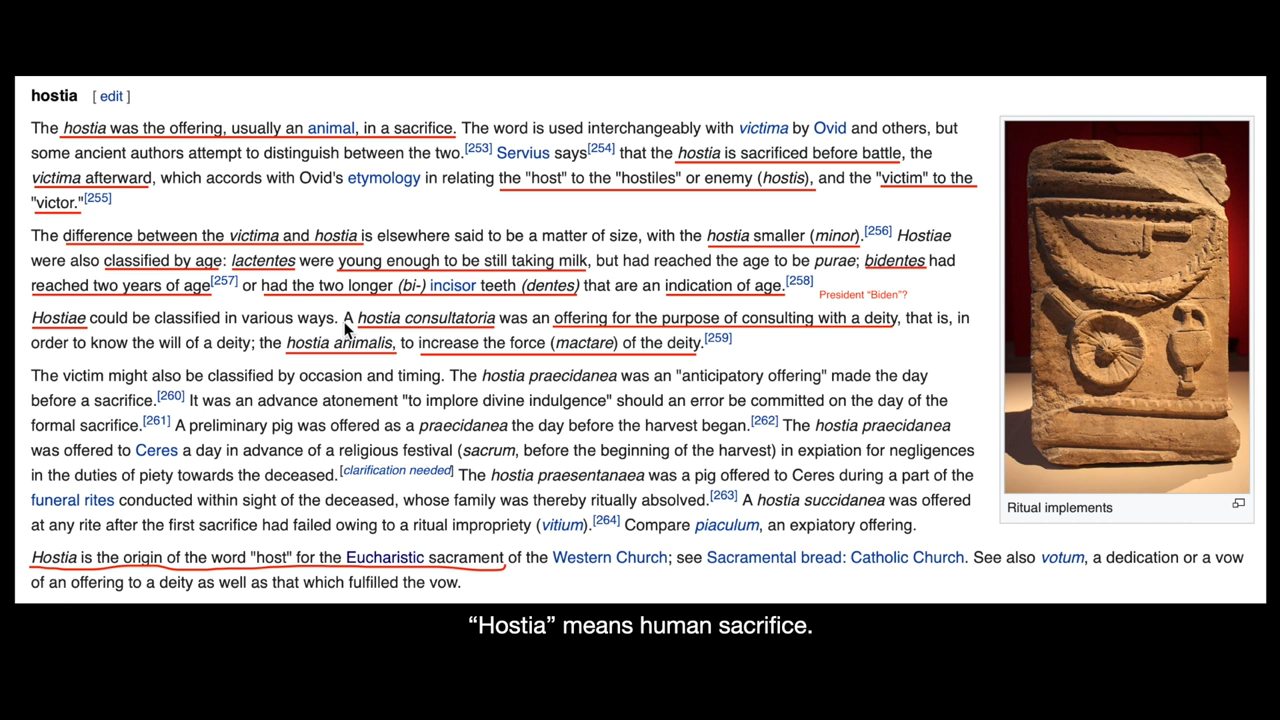 hostia [ edit ]
The hostia was the offering, usually an animal, in a sacrifice. The word is used interchangeably with victima by Ovid and others, but
some ancient authors attempt to distinguish between the two.[253] Servius says[254] that the hostia is sacrificed before battle, the
victima afterward, which accords with Ovid's etymology in relating the "host" to the "hostiles" or enemy (hostis), and the "victim" to the
"victor."[255]
The difference between the victima and hostia is elsewhere said to be a matter of size, with the hostia smaller (minor).[256] Hostiae
were also classified by age: lactentes were young enough to be still taking milk, but had reached the age to be purae; bidentes had
reached two years of age[257] or had the two longer (bi-) incisor teeth (dentes) that are an indication of age.[258]
President “Biden”?
Hostiae could be classified in various ways. A hostia consultatoria was an offering for the purpose of consulting with a deity, that is, in
order to know the will of a deity; the hostia animalis, to increase the force (mactare) of the deity.[259]
The victim might also be classified by occasion and timing. The hostia praecidanea was an "anticipatory offering" made the day
before a sacrifice.[260] It was an advance atonement "to implore divine indulgence" should an error be committed on the day of the
formal sacrifice.[261] A preliminary pig was offered as a praecidanea the day before the harvest began.[262] The hostia praecidanea
was offered to Ceres a day in advance of a religious festival (sacrum, before the beginning of the harvest) in expiation for negligences
in the duties of piety towards the deceased.[clarification needed] The hostia praesentanaea was a pig offered to Ceres during a part of the
funeral rites conducted within sight of the deceased, whose family was thereby ritually absolved.[263] A hostia succidanea was offered
at any rite after the first sacrifice had failed owing to a ritual impropriety (vitium).[264] Compare piaculum, an expiatory offering.
Hostia is the origin of the word "host" for the Eucharistic sacrament of the Western Church; see Sacramental bread: Catholic Church. See also votum, a dedication or a vow
of an offering to a deity as well as that which fulfilled the vow.
Ritual implements
“Hostia” means human sacrifice.